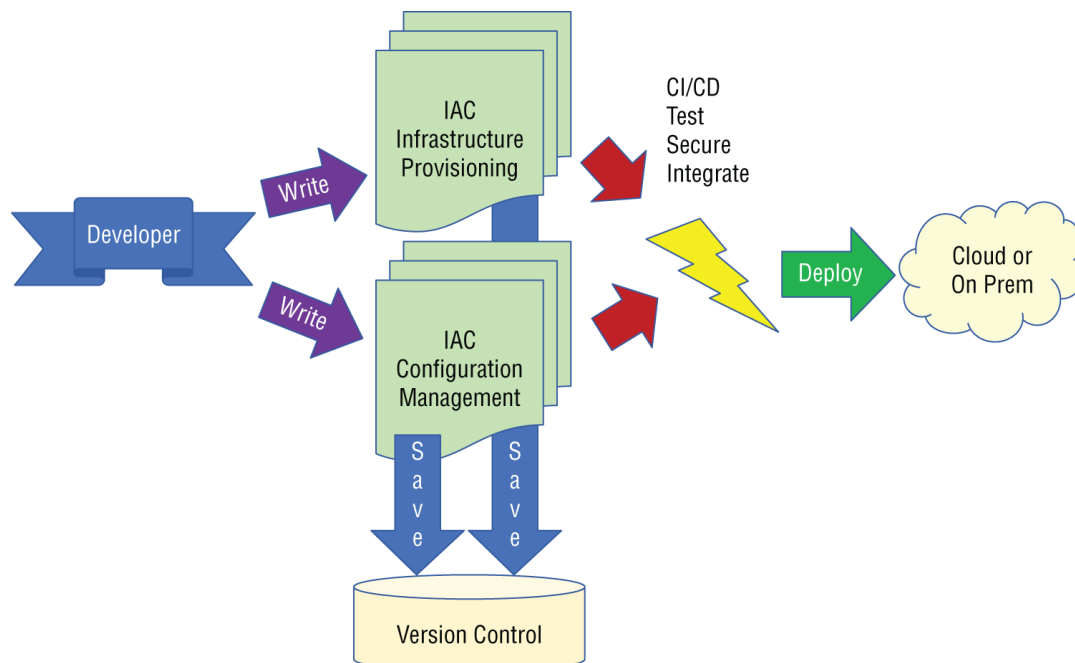 Developer
Write
Write
IAC
Infrastructure
Provisioning
IAC
Configuration
Management
Save
Save
Version Control
CI/CD
Test
Secure
Integrate
Deploy
Cloud or
On Prem